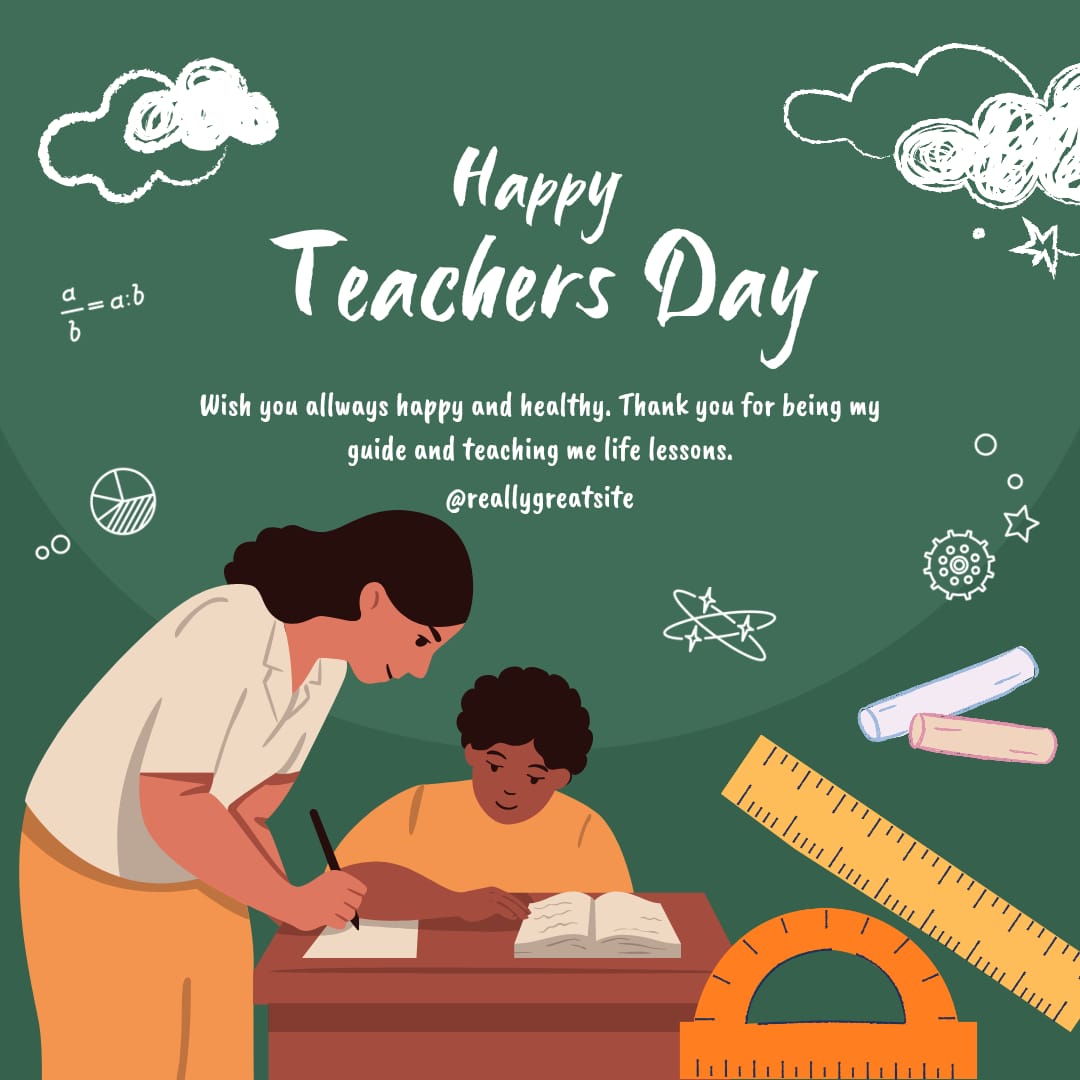 Happy
Teachers Day
a/b = a:b
Wish you allways happy and healthy. Thank you for being my
guide and teaching me life lessons.
@reallygreatsite